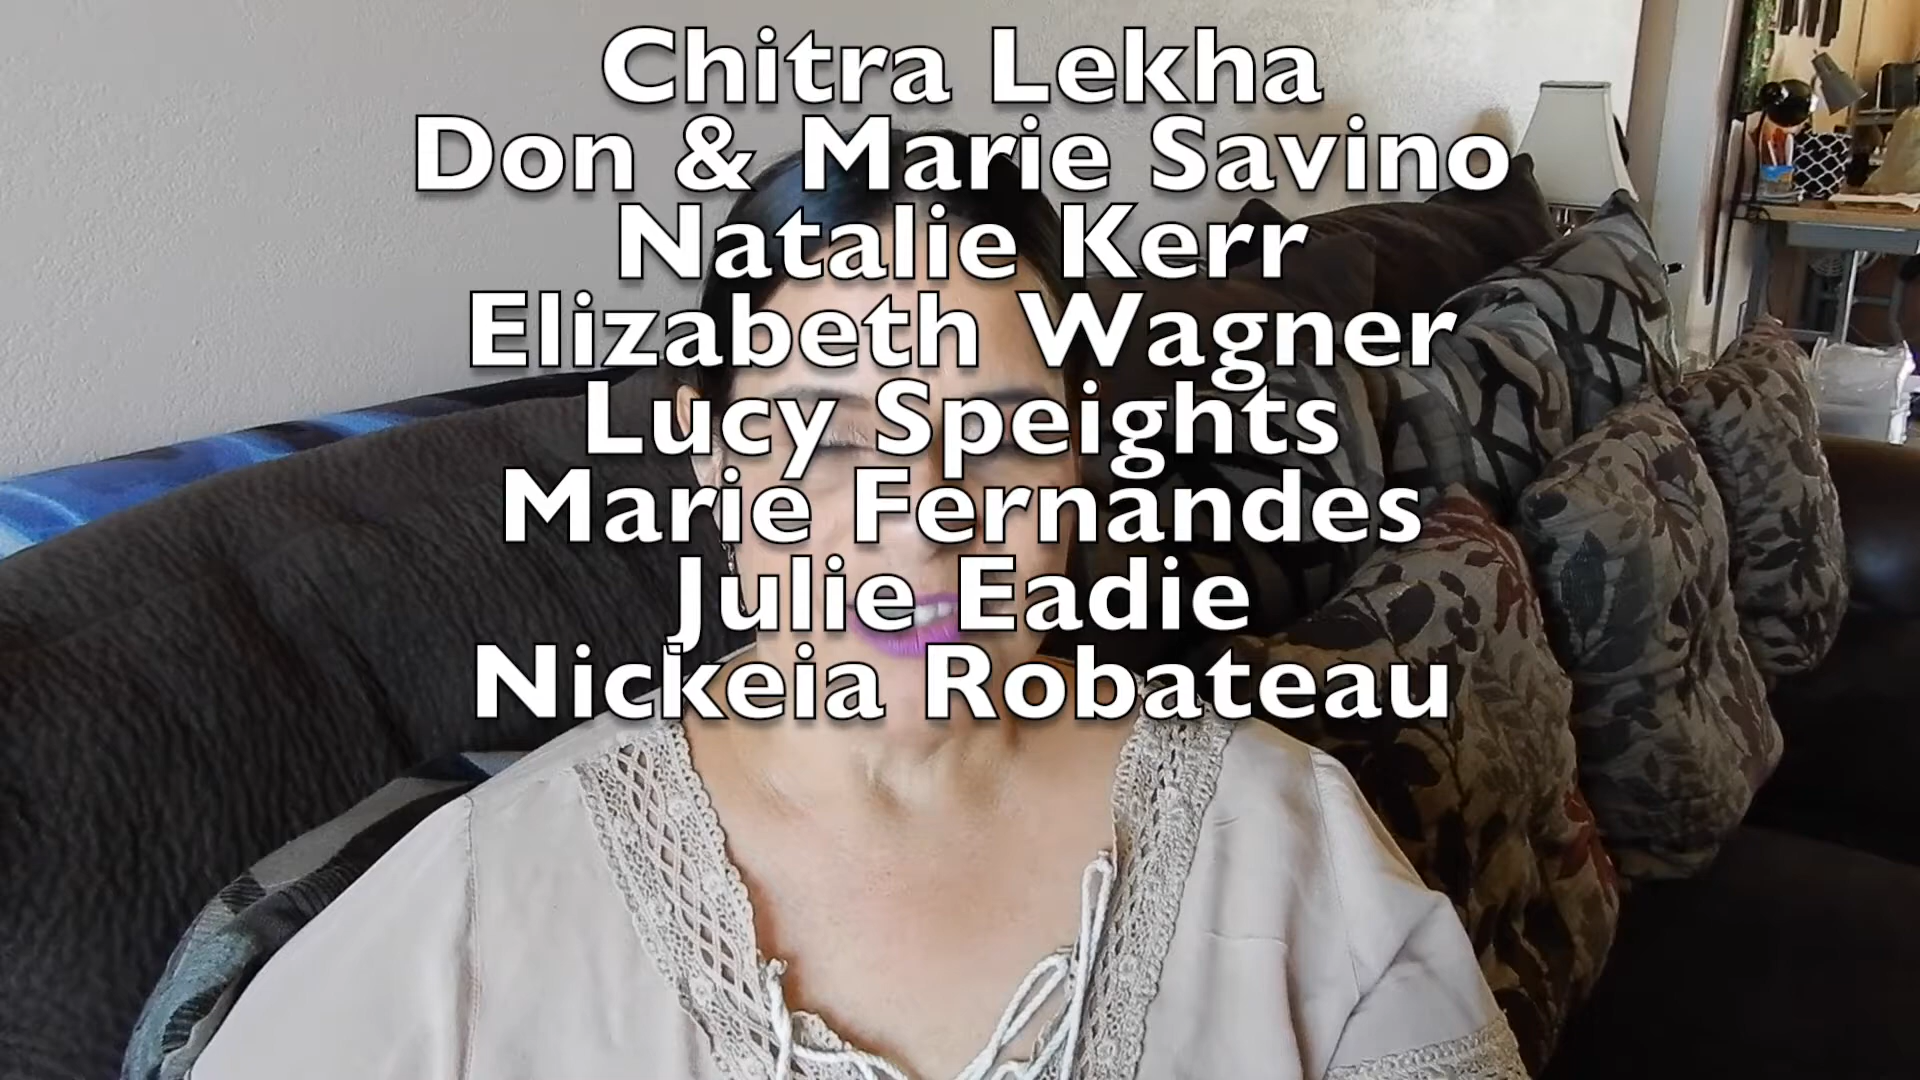 Chitra Lekha
Don & Marie Savino
Natalie Kerr
Elizabeth Wagner
Lucy Speights
Marie Fernandes
Julie Eadie
Nickeia Robateau